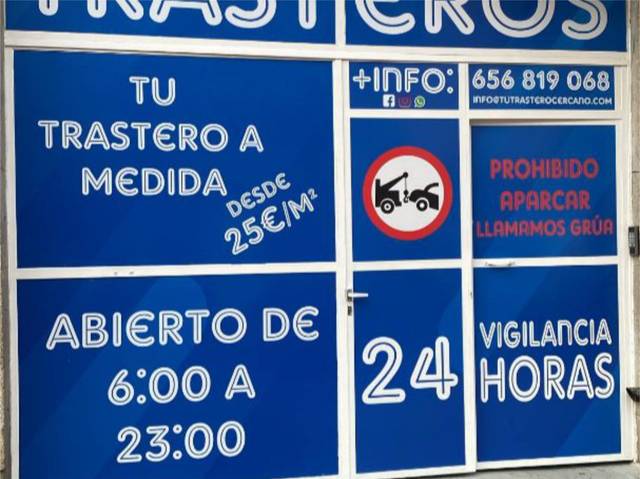 TRASTEROS
TU
TRASTERO A
MEDIDA
DESDE
25€/M²
+INFO:
656 819 068
INFO@TUTRASTEROCERCANO.COM
PROHIBIDO
APARCAR
LLAMAMOS GRÚA
ABIERTO DE
6:00 A
23:00
24 VIGILANCIA
HORAS